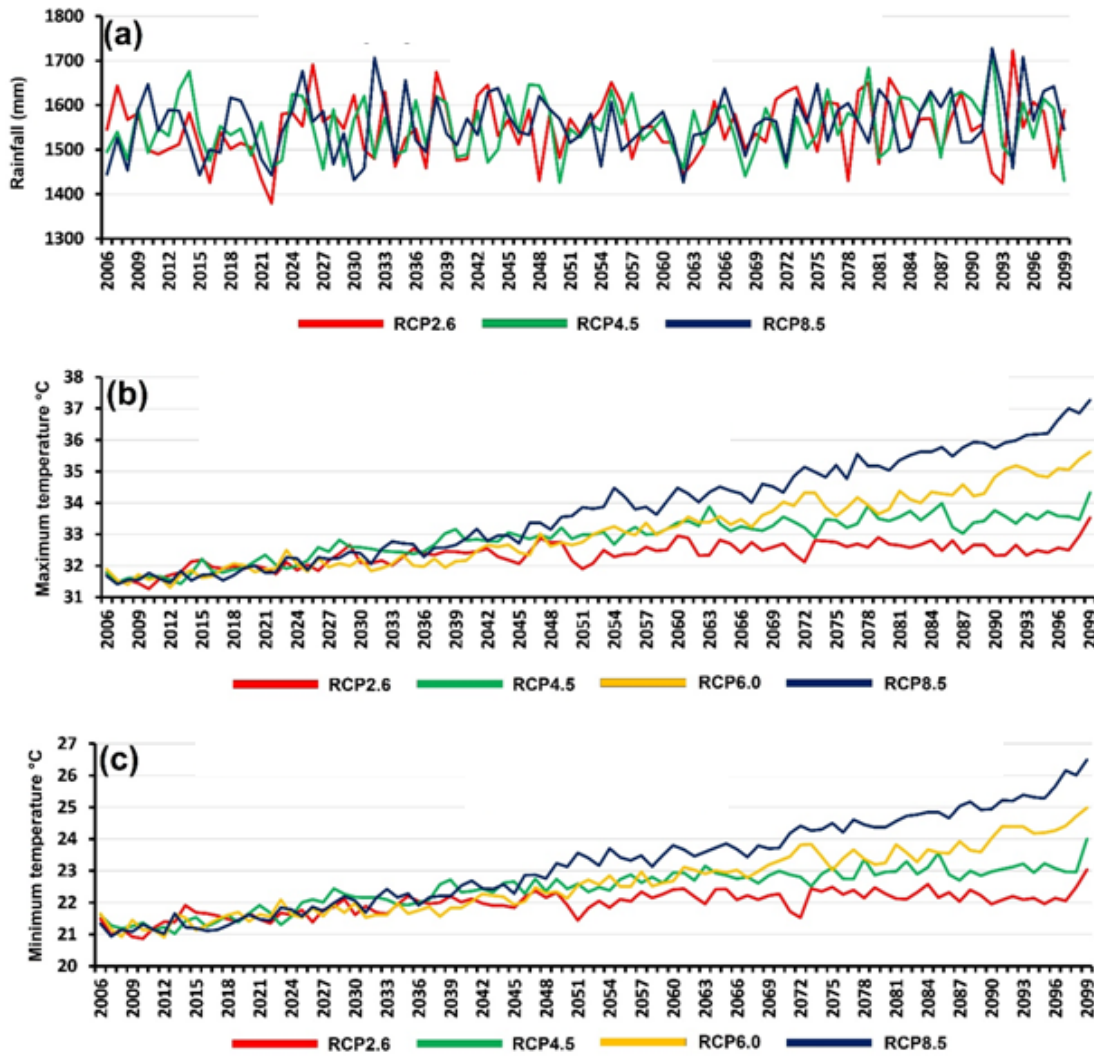 (a)
Rainfall (mm)
1800
1700
1600
1500
1400
1300
2006 2009 2012 2015 2018 2021 2024 2027 2030 2033 2036 2039 2042 2045 2048 2051 2054 2057 2060 2063 2066 2069 2072 2075 2078 2081 2084 2087 2090 2093 2096 2099
RCP2.6 RCP4.5 RCP8.5
(b)
Maximum temperature °C
38
37
36
35
34
33
32
31
2006 2009 2012 2015 2018 2021 2024 2027 2030 2033 2036 2039 2042 2045 2048 2051 2054 2057 2060 2063 2066 2069 2072 2075 2078 2081 2084 2087 2090 2093 2096 2099
RCP2.6 RCP4.5 RCP6.0 RCP8.5
(c)
Minimum temperature °C
27
26
25
24
23
22
21
20
2006 2009 2012 2015 2018 2021 2024 2027 2030 2033 2036 2039 2042 2045 2048 2051 2054 2057 2060 2063 2066 2069 2072 2075 2078 2081 2084 2087 2090 2093 2096 2099
RCP2.6 RCP4.5 RCP6.0 RCP8.5